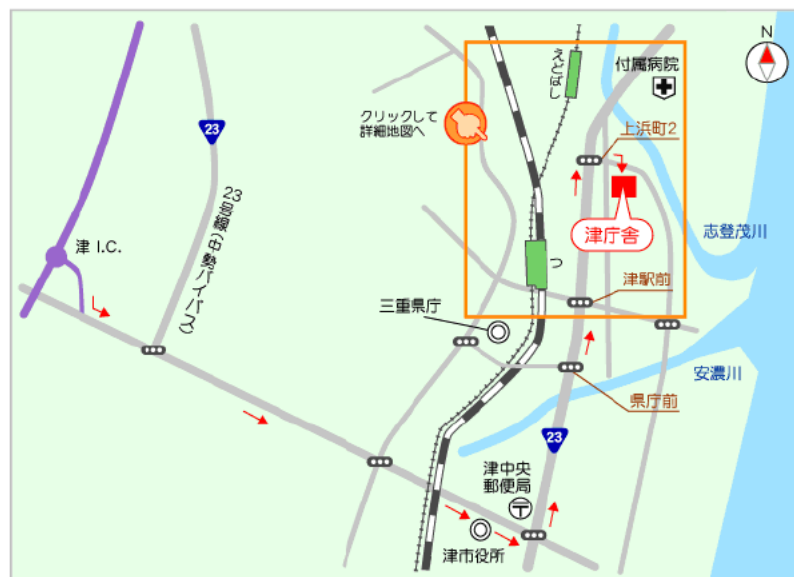 N
えどばし
付属病院
クリックして
詳細地図へ
23
上浜町2
23号線(中勢バイパス)
津庁舎
志登茂川
津 I.C.
つ
津駅前
三重県庁
安濃川
県庁前
23
津中央
郵便局
〒
津市役所